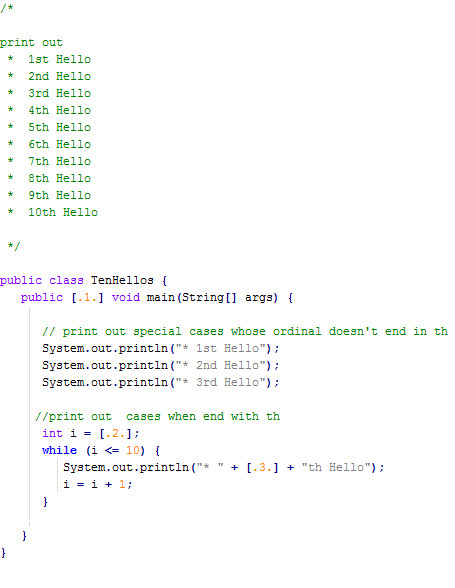 /*
print out
 *  1st Hello
 *  2nd Hello
 *  3rd Hello
 *  4th Hello
 *  5th Hello
 *  6th Hello
 *  7th Hello
 *  8th Hello
 *  9th Hello
 *  10th Hello
 */
public class TenHellos {
   public [.1.] void main(String[] args) {
      // print out special cases whose ordinal doesn't end in th
      System.out.println("* 1st Hello");
      System.out.println("* 2nd Hello");
      System.out.println("* 3rd Hello");
     //print out  cases when end with th
      int i = [.2.];
      while (i <= 10) {
         System.out.println("* " + [.3.] + "th Hello");
         i = i + 1;
      }
   }
}